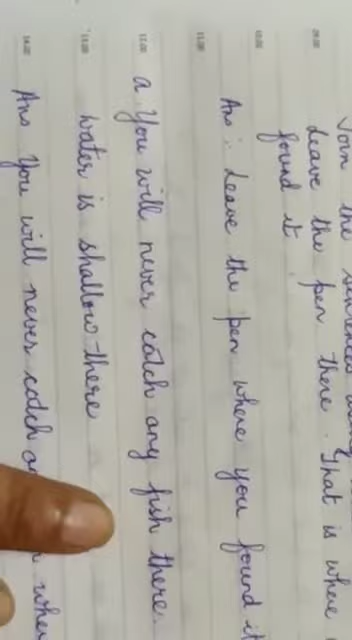 Join the sentences
Leave the pen there. That is where
found it
Ans: Leave the pen where you found it
a You will never catch any fish there.
water is shallow there
Ans You will never catch